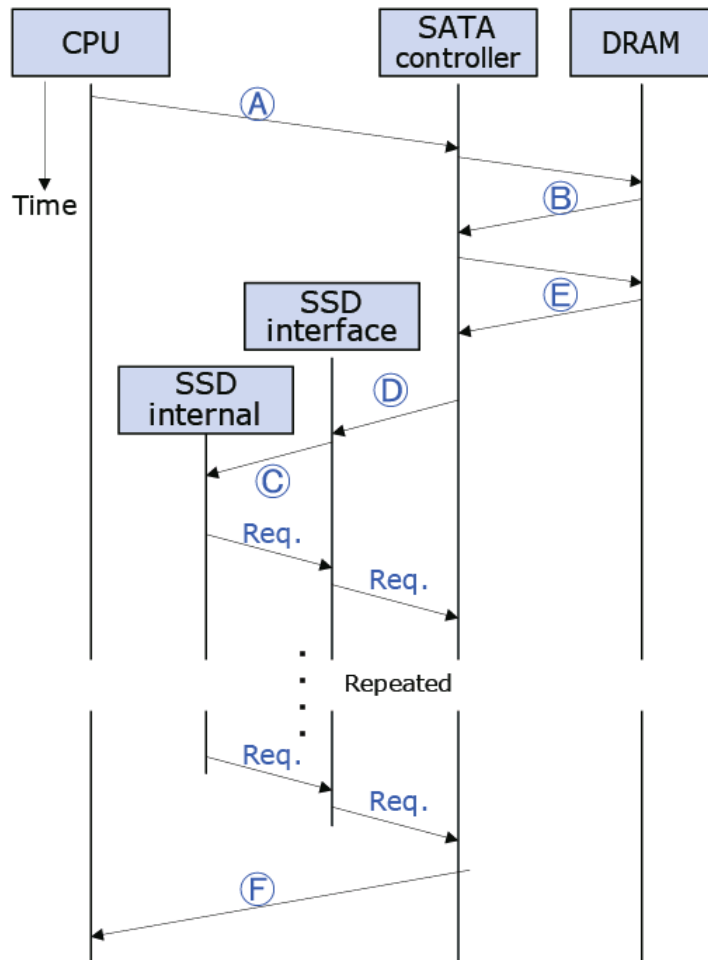 CPU
SATA
controller
DRAM
Ⓐ
Time
Ⓑ
Ⓔ
SSD
interface
SSD
internal
Ⓓ
Ⓒ
Req.
Req.
Repeated
Req.
Req.
Ⓕ